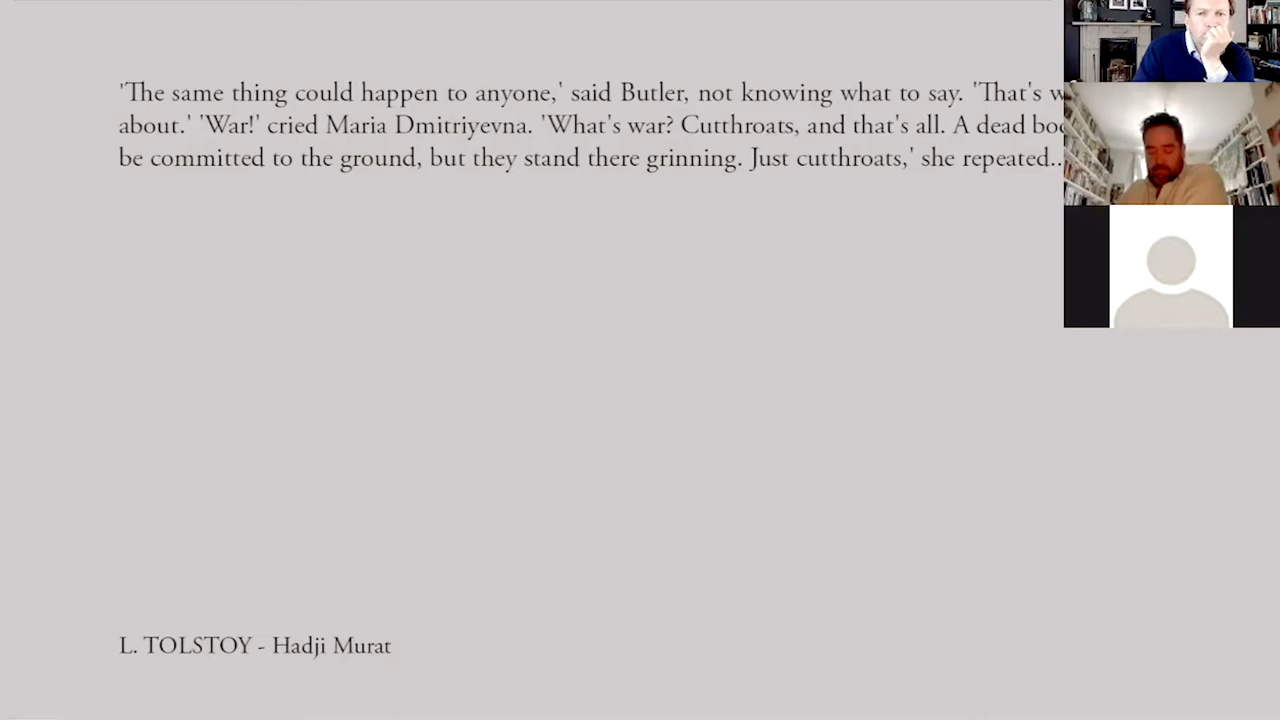 'The same thing could happen to anyone,' said Butler, not knowing what to say. 'That's
about.' 'War!' cried Maria Dmitriyevna. 'What's war? Cutthroats, and that's all. A dead
be committed to the ground, but they stand there grinning. Just cutthroats,' she repeated..
L. TOLSTOY - Hadji Murat